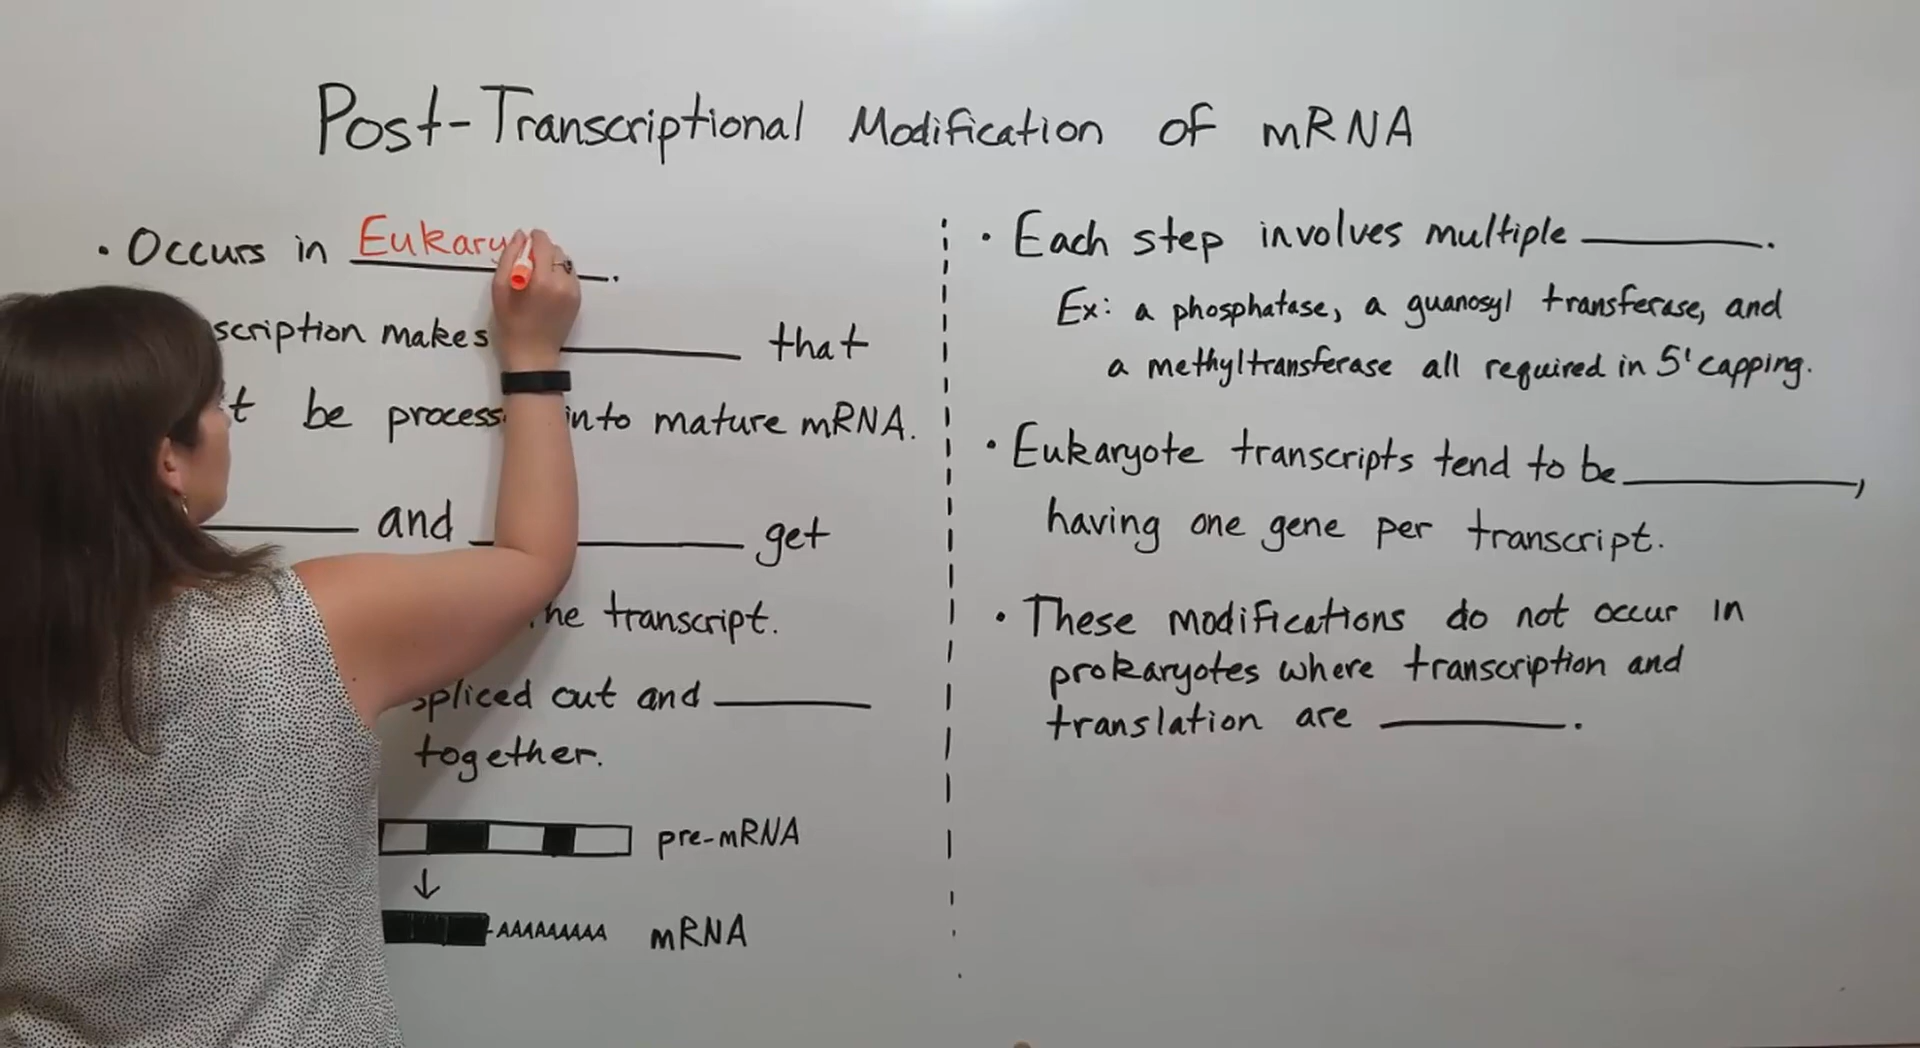 Post-Transcriptional Modification of mRNA
• Occurs in Eukary .
scription makes that
t be process into mature mRNA.
and get
he transcript.
spliced out and
together.
pre-mRNA
↓
-AAAAAAAAA mRNA
• Each step involves multiple .
Ex: a phosphatase, a guanosyl transferase, and
a methyltransferase all required in 5' capping.
• Eukaryote transcripts tend to be ,
having one gene per transcript.
• These modifications do not occur in
prokaryotes where transcription and
translation are .